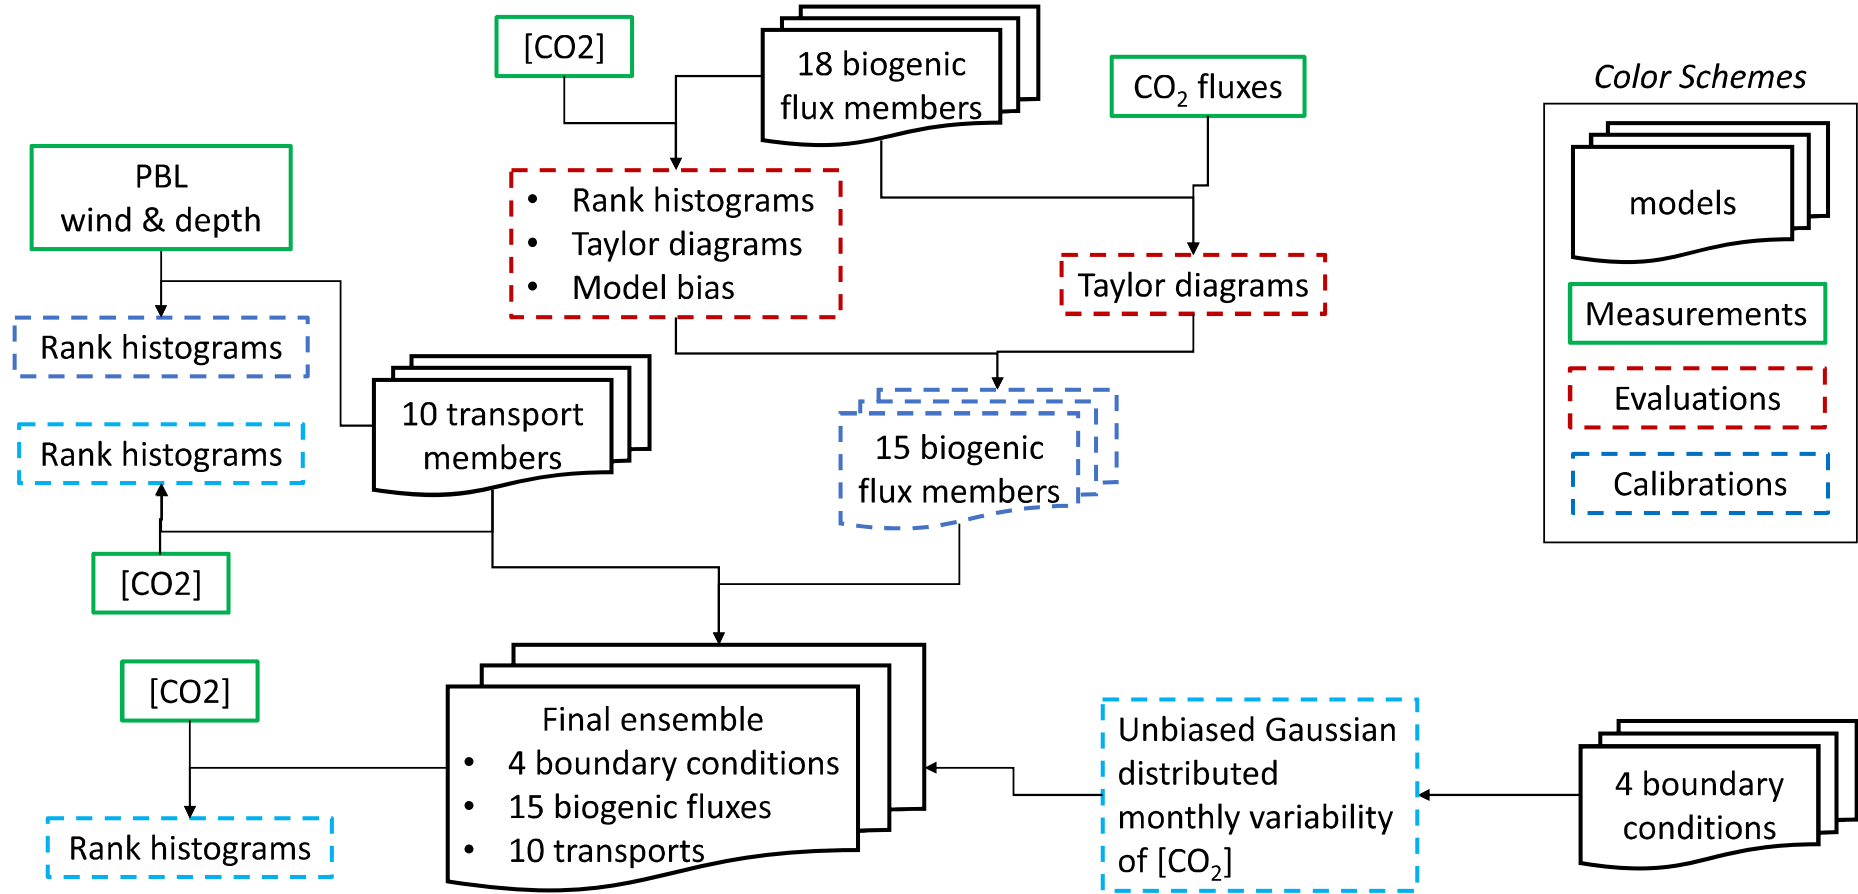 [CO2]
18 biogenic
flux members
CO₂ fluxes
Color Schemes
models
Measurements
Evaluations
Calibrations
PBL
wind & depth
• Rank histograms
• Taylor diagrams
• Model bias
Taylor diagrams
Rank histograms
Rank histograms
10 transport
members
15 biogenic
flux members
[CO2]
[CO2]
Rank histograms
Final ensemble
• 4 boundary conditions
• 15 biogenic fluxes
• 10 transports
Unbiased Gaussian
distributed
monthly variability
of [CO₂]
4 boundary
conditions